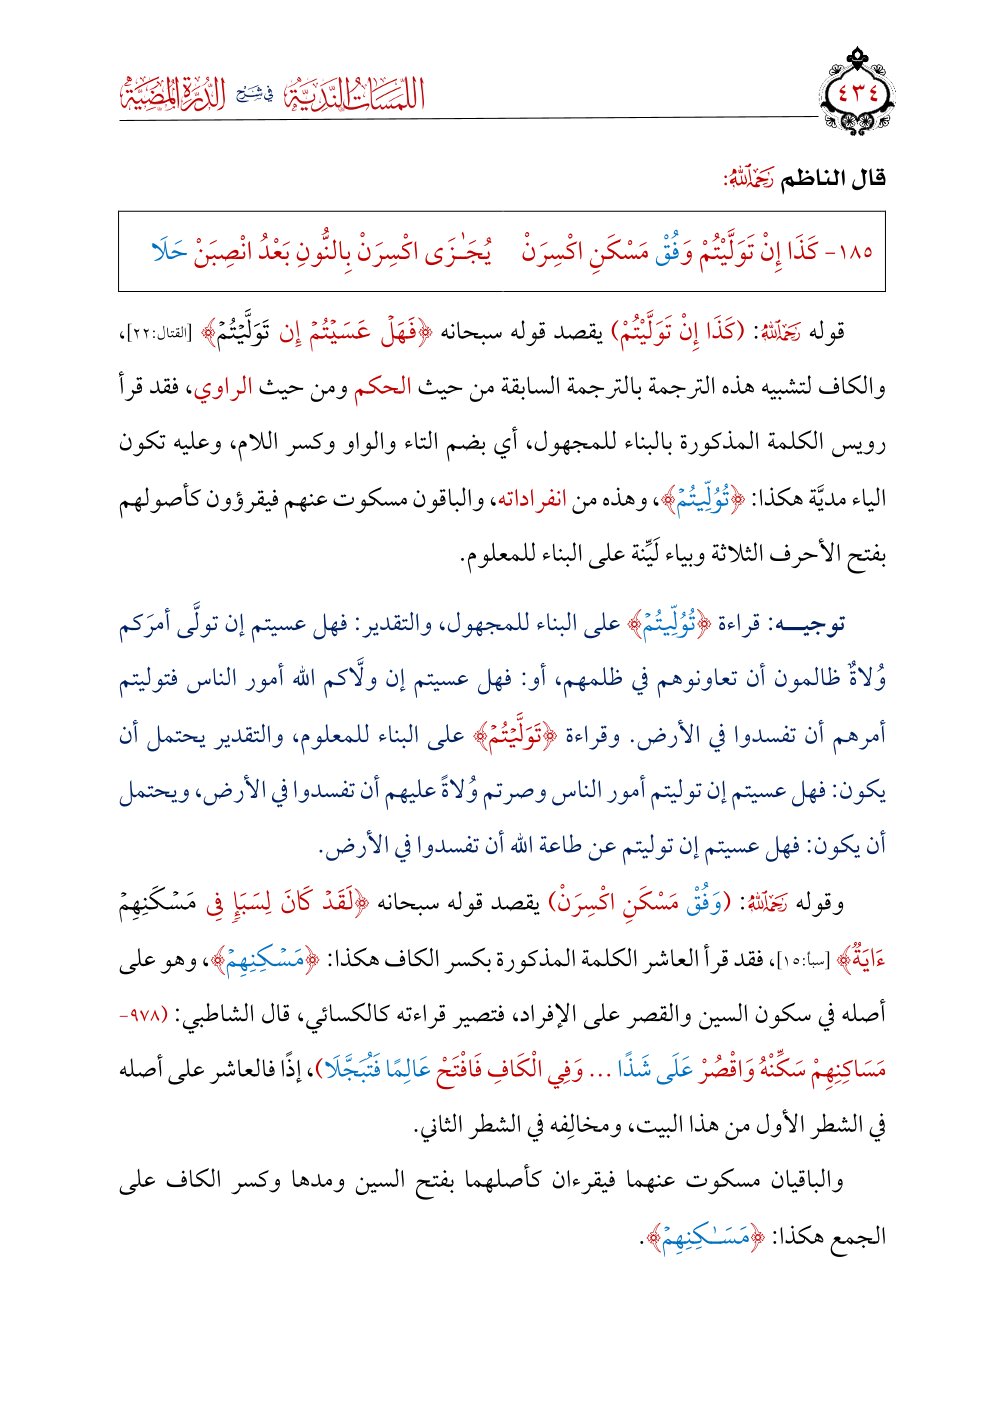 ٤٣٤
اللمسات الندية في شرح الدرة المضية
قال الناظم رَحِمَهُ ٱللَّهُ:
١٨٥- كَذَا إِنْ تَوَلَّيْتُمْ وَفُقْ مَسْكَنِ اكْسِرَنْ يُجَـٰزَى اكْسِرَنْ بِالنُّونِ بَعْدُ انْصِبَنْ حَلَا
قوله رَحِمَهُ ٱللَّهُ: (كَذَا إِنْ تَوَلَّيْتُمْ) يقصد قوله سبحانه ﴿فَهَلۡ عَسَيۡتُمۡ إِن تَوَلَّيۡتُمۡ﴾ [القتال:٢٢]،
والكاف لتشبيه هذه الترجمة بالترجمة السابقة من حيث الحكم ومن حيث الراوي، فقد قرأ
رويس الكلمة المذكورة بالبناء للمجهول، أي بضم التاء والواو وكسر اللام، وعليه تكون
الياء مديَّة هكذا: ﴿تُوُلِّيتُمۡ﴾، وهذه من انفراداته، والباقون مسكوت عنهم فيقرؤون كأصولهم
بفتح الأحرف الثلاثة وبياء لَيِّنة على البناء للمعلوم.
توجيـــه: قراءة ﴿تُوُلِّيتُمۡ﴾ على البناء للمجهول، والتقدير: فهل عسيتم إن تولَّى أمرَكم
وُلاةٌ ظالمون أن تعاونوهم في ظلمهم، أو: فهل عسيتم إن ولَّاكم الله أمور الناس فتوليتم
أمرهم أن تفسدوا في الأرض. وقراءة ﴿تَوَلَّيۡتُمۡ﴾ على البناء للمعلوم، والتقدير يحتمل أن
يكون: فهل عسيتم إن توليتم أمور الناس وصرتم وُلاةً عليهم أن تفسدوا في الأرض، ويحتمل
أن يكون: فهل عسيتم إن توليتم عن طاعة الله أن تفسدوا في الأرض.
وقوله رَحِمَهُ ٱللَّهُ: (وَفُقْ مَسْكَنِ اكْسِرَنْ) يقصد قوله سبحانه ﴿لَقَدۡ كَانَ لِسَبَإٖ فِي مَسۡكَنِهِمۡ
ءَايَةٞ﴾ [سبأ:١٥]، فقد قرأ العاشر الكلمة المذكورة بكسر الكاف هكذا: ﴿مَسۡكِنِهِمۡ﴾، وهو على
أصله في سكون السين والقصر على الإفراد، فتصير قراءته كالكسائي، قال الشاطبي: (٩٧٨-
مَسَاكِنِهِمْ سَكِّنْهُ وَاقْصُرْ عَلَى شَذًا ... وَفِي الْكَافِ فَافْتَحْ عَالِمًا فَتُبَجَّلَا)، إذًا فالعاشر على أصله
في الشطر الأول من هذا البيت، ومخالِفه في الشطر الثاني.
والباقيان مسكوت عنهما فيقرءان كأصلهما بفتح السين ومدها وكسر الكاف على
الجمع هكذا: ﴿مَسَـٰكِنِهِمۡ﴾.